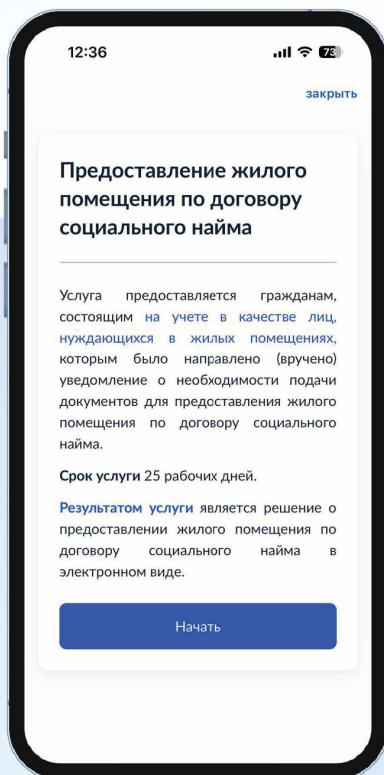 12:36
73
закрыть
Предоставление жилого
помещения по договору
социального найма
Услуга предоставляется гражданам,
состоящим на учете в качестве лиц,
нуждающихся в жилых помещениях,
которым было направлено (вручено)
уведомление о необходимости подачи
документов для предоставления жилого
помещения по договору социального
найма.
Срок услуги 25 рабочих дней.
Результатом услуги является решение о
предоставлении жилого помещения по
договору социального найма в
электронном виде.
Начать